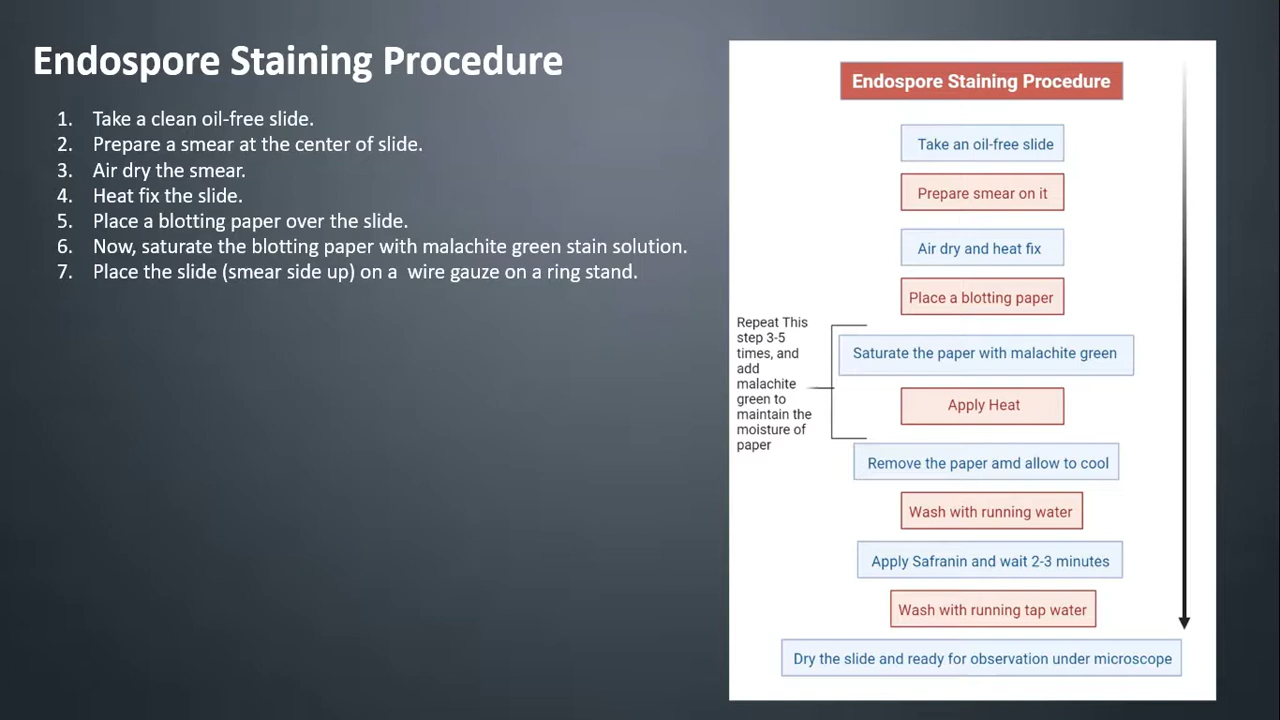 Endospore Staining Procedure
1. Take a clean oil-free slide.
2. Prepare a smear at the center of slide.
3. Air dry the smear.
4. Heat fix the slide.
5. Place a blotting paper over the slide.
6. Now, saturate the blotting paper with malachite green stain solution.
7. Place the slide (smear side up) on a wire gauze on a ring stand.
Endospore Staining Procedure
Take an oil-free slide
Prepare smear on it
Air dry and heat fix
Place a blotting paper
Repeat This
step 3-5
times, and
add
malachite
green to
maintain the
moisture of
paper
Saturate the paper with malachite green
Apply Heat
Remove the paper amd allow to cool
Wash with running water
Apply Safranin and wait 2-3 minutes
Wash with running tap water
Dry the slide and ready for observation under microscope